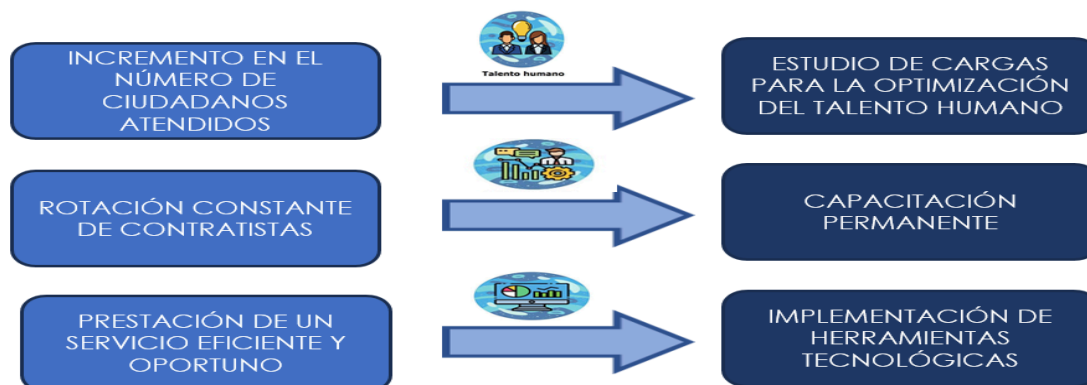 INCREMENTO EN EL
NÚMERO DE
CIUDADANOS
ATENDIDOS
Talento humano
ESTUDIO DE CARGAS
PARA LA OPTIMIZACIÓN
DEL TALENTO HUMANO
ROTACIÓN CONSTANTE
DE CONTRATISTAS
CAPACITACIÓN
PERMANENTE
PRESTACIÓN DE UN
SERVICIO EFICIENTE Y
OPORTUNO
IMPLEMENTACIÓN DE
HERRAMIENTAS
TECNOLÓGICAS